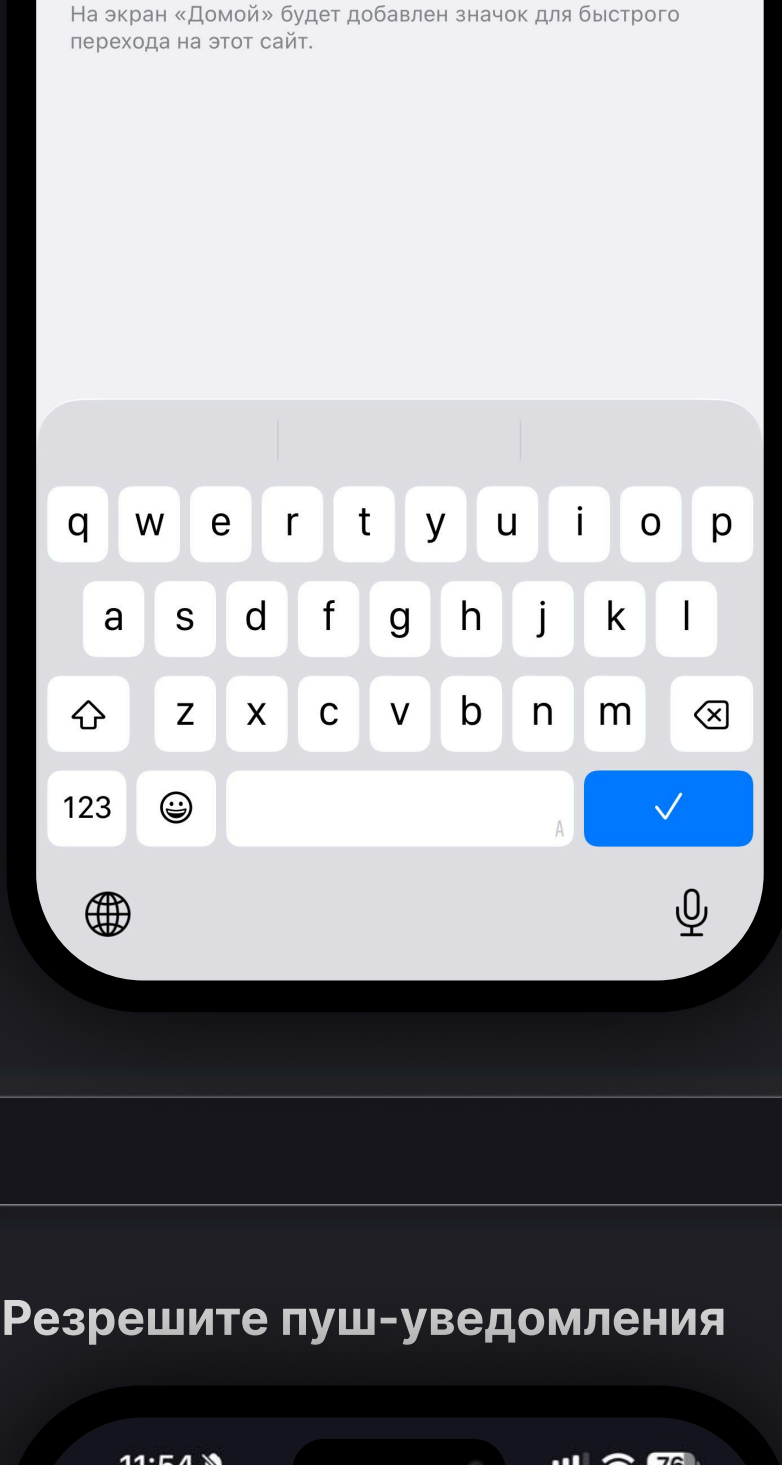 На экран «Домой» будет добавлен значок для быстрого
перехода на этот сайт.
q w e r t y u i o p
a s d f g h j k l
z x c v b n m
123
A
Резрешите пуш-уведомления
11:54 76